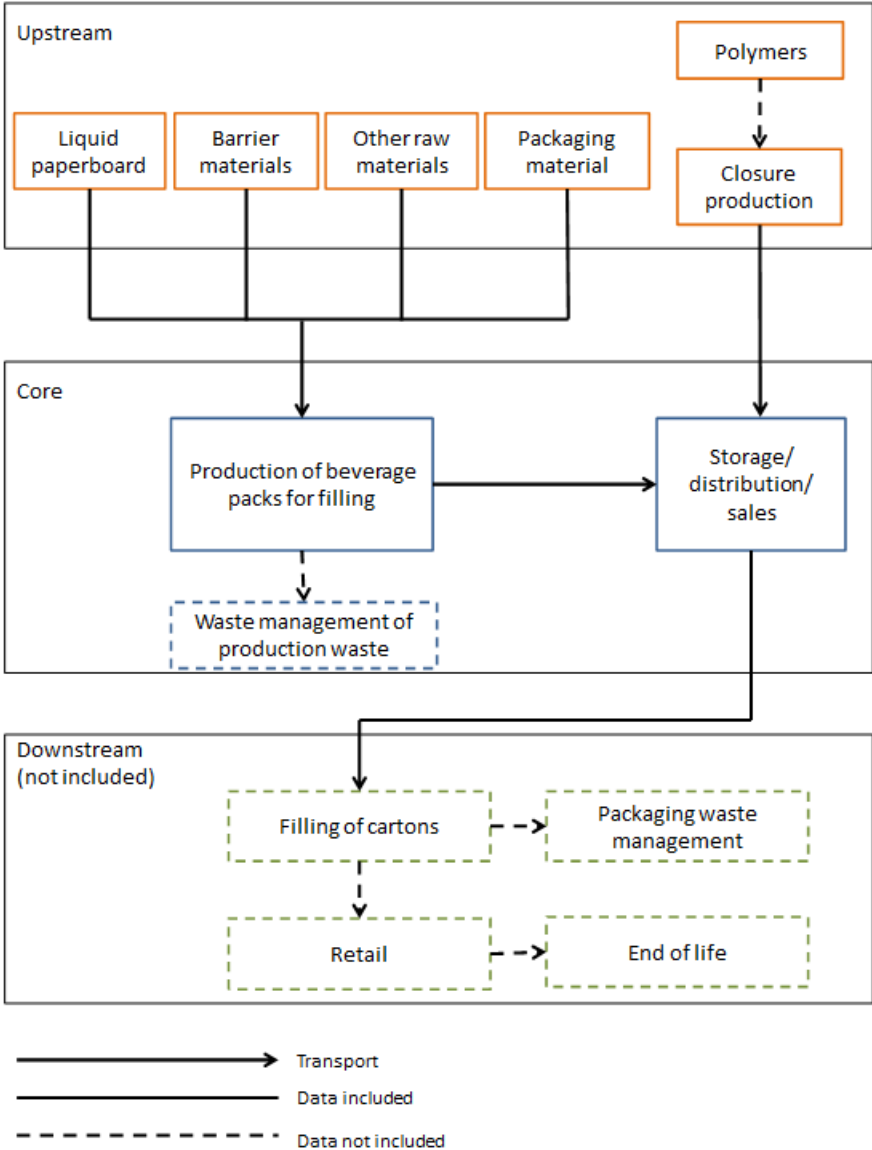 Upstream
Polymers
Liquid
paperboard
Barrier
materials
Other raw
materials
Packaging
material
Closure
production
Core
Production of beverage
packs for filling
Storage/
distribution/
sales
Waste management of
production waste
Downstream
(not included)
Filling of cartons
Packaging waste
management
Retail
End of life
Transport
Data included
Data not included